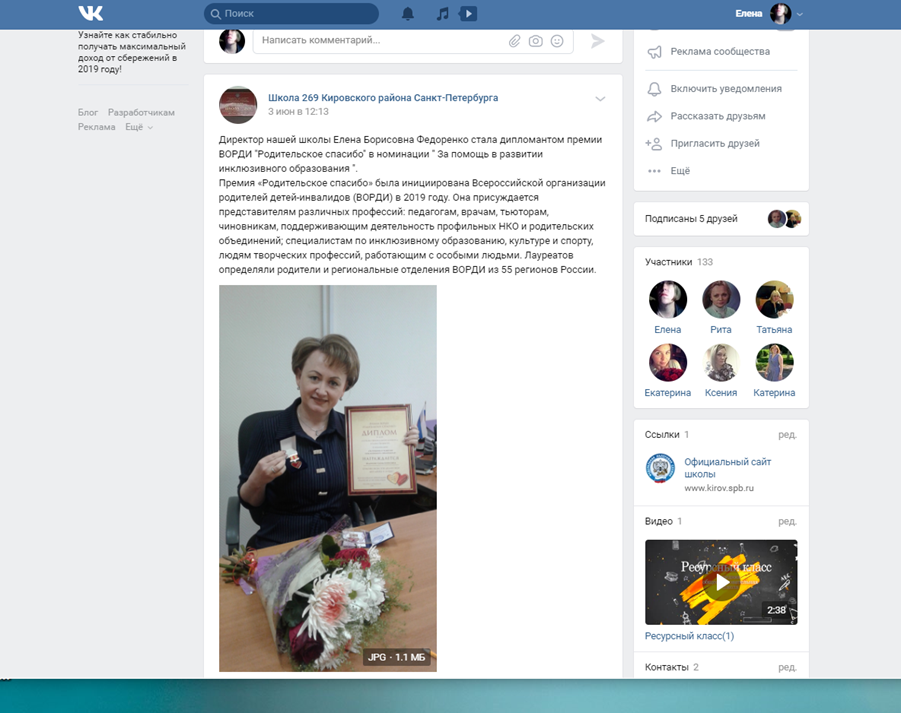 Поиск
Елена
Узнайте как стабильно
получать максимальный
доход от сбережений в
2019 году!
Блог Разработчикам
Реклама Ещё
Написать комментарий...
Школа 269 Кировского района Санкт-Петербурга
3 июн в 12:13
Директор нашей школы Елена Борисовна Федоренко стала дипломантом премии
ВОРДИ "Родительское спасибо" в номинации " За помощь в развитии
инклюзивного образования ".
Премия «Родительское спасибо» была инициирована Всероссийской организации
родителей детей-инвалидов (ВОРДИ) в 2019 году. Она присуждается
представителям различных профессий: педагогам, врачам, тьюторам,
чиновникам, поддерживающим деятельность профильных НКО и родительских
объединений; специалистам по инклюзивному образованию, культуре и спорту,
людям творческих профессий, работающим с особыми людьми. Лауреатов
определяли родители и региональные отделения ВОРДИ из 55 регионов России.
ДИПЛОМ
JPG - 1.1 МБ
Реклама сообщества
Включить уведомления
Рассказать друзьям
Пригласить друзей
Ещё
Подписаны 5 друзей
Участники 133
Елена Рита Татьяна
Екатерина Ксения Катерина
Ссылки 1 ред.
Официальный сайт
школы
www.kirov.spb.ru
Видео 1 ред.
Ресурсный класс
2:38
Ресурсный класс(1)
Контакты 2 ред.